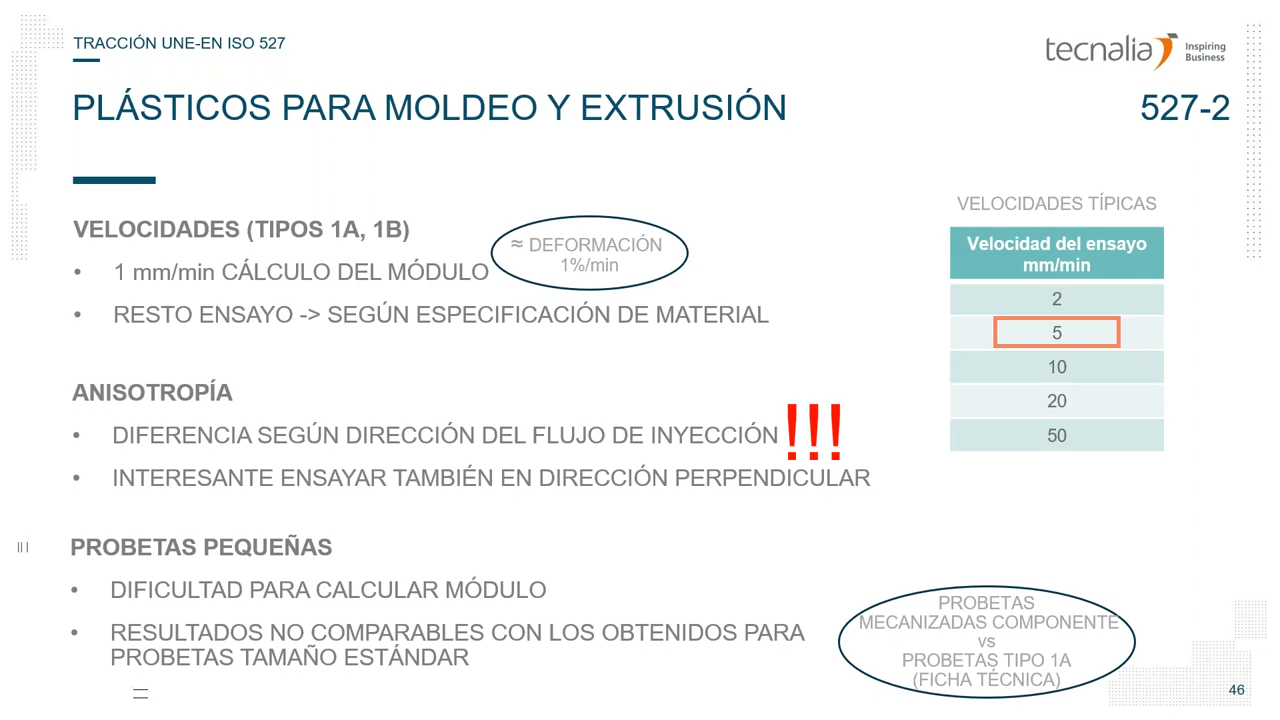 TRACCIÓN UNE-EN ISO 527
tecnalia Inspiring
Business
PLÁSTICOS PARA MOLDEO Y EXTRUSIÓN
527-2
VELOCIDADES (TIPOS 1A, 1B)
• 1 mm/min CÁLCULO DEL MÓDULO
≈ DEFORMACIÓN
1%/min
• RESTO ENSAYO -> SEGÚN ESPECIFICACIÓN DE MATERIAL
VELOCIDADES TÍPICAS
Velocidad del ensayo
mm/min
2
5
10
20
50
ANISOTROPÍA
• DIFERENCIA SEGÚN DIRECCIÓN DEL FLUJO DE INYECCIÓN !!!
• INTERESANTE ENSAYAR TAMBIÉN EN DIRECCIÓN PERPENDICULAR
PROBETAS PEQUEÑAS
• DIFICULTAD PARA CALCULAR MÓDULO
• RESULTADOS NO COMPARABLES CON LOS OBTENIDOS PARA
PROBETAS TAMAÑO ESTÁNDAR
PROBETAS
MECANIZADAS COMPONENTE
vs
PROBETAS TIPO 1A
(FICHA TÉCNICA)
46